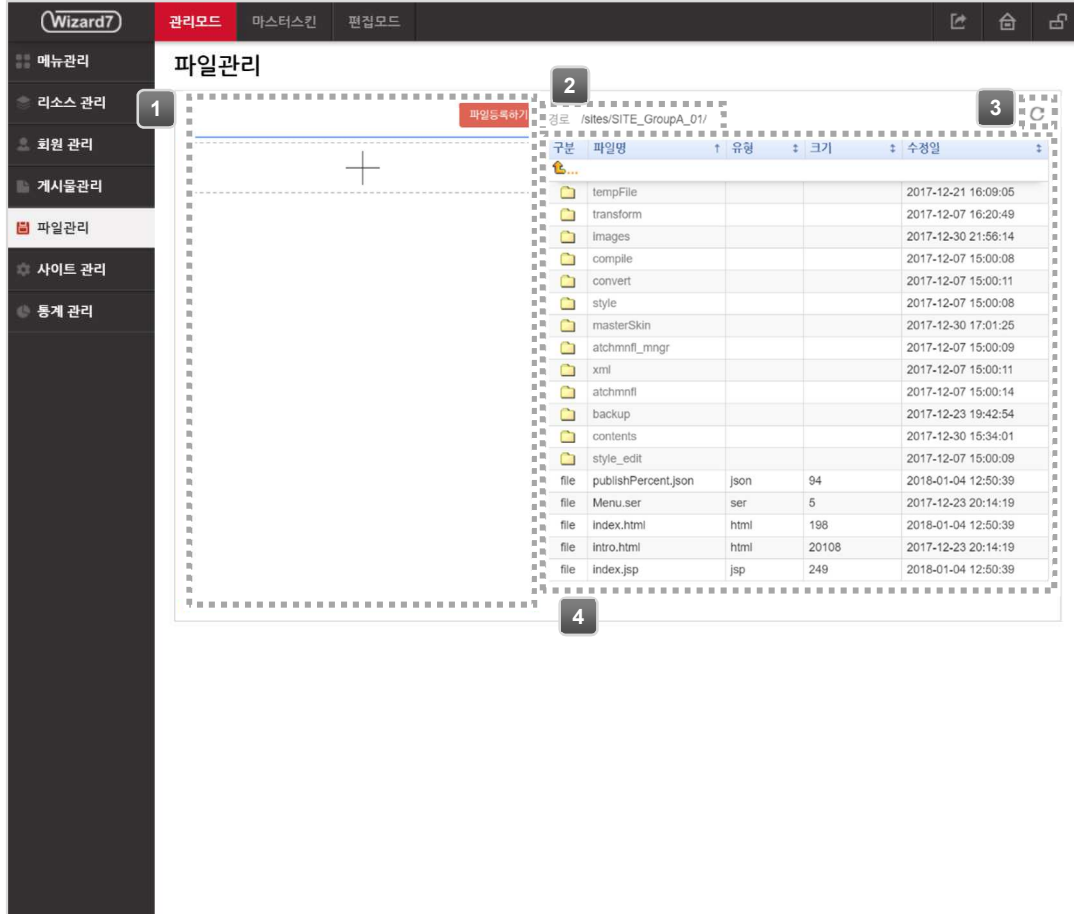 Wizard7 관리모드 마스터스킨 편집모드
메뉴관리
리소스 관리
회원 관리
게시물관리
파일관리
사이트 관리
통계 관리
파일관리
1
파일등록하기
2
경로 /sites/SITE_GroupA_01/
3
구분 파일명 유형 크기 수정일
...
tempFile 2017-12-21 16:09:05
transform 2017-12-07 16:20:49
images 2017-12-30 21:56:14
compile 2017-12-07 15:00:08
convert 2017-12-07 15:00:11
style 2017-12-07 15:00:08
masterSkin 2017-12-30 17:01:25
atchmnfl_mngr 2017-12-07 15:00:09
xml 2017-12-07 15:00:11
atchmnfl 2017-12-07 15:00:14
backup 2017-12-23 19:42:54
contents 2017-12-30 15:34:01
style_edit 2017-12-07 15:00:09
file publishPercent.json json 94 2018-01-04 12:50:39
file Menu.ser ser 5 2017-12-23 20:14:19
file index.html html 198 2018-01-04 12:50:39
file intro.html html 20108 2017-12-23 20:14:19
file index.jsp jsp 249 2018-01-04 12:50:39
4